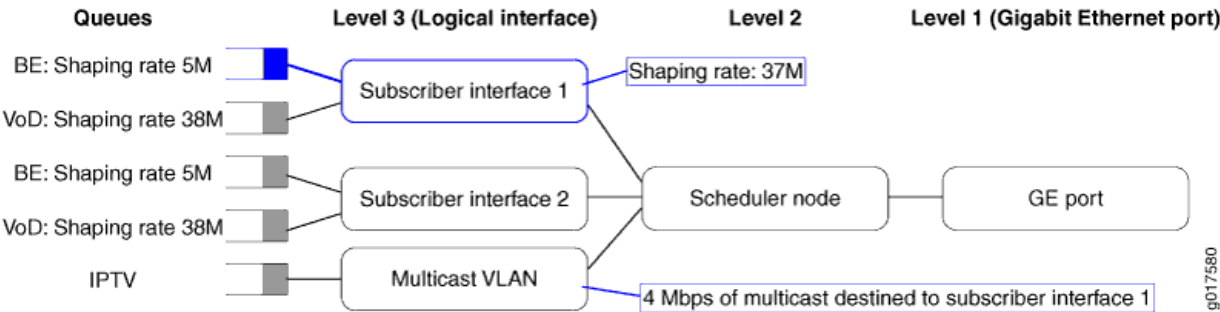 Queues
Level 3 (Logical interface)
Level 2
Level 1 (Gigabit Ethernet port)
BE: Shaping rate 5M
Subscriber interface 1
Shaping rate: 37M
VoD: Shaping rate 38M
BE: Shaping rate 5M
Subscriber interface 2
Scheduler node
GE port
VoD: Shaping rate 38M
IPTV
Multicast VLAN
4 Mbps of multicast destined to subscriber interface 1
g017580